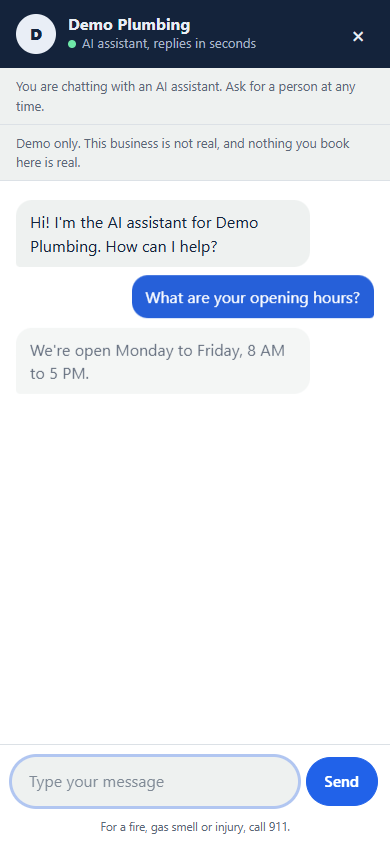 D
Demo Plumbing
AI assistant, replies in seconds
×
You are chatting with an AI assistant. Ask for a person at any
time.
Demo only. This business is not real, and nothing you book
here is real.
Hi! I'm the AI assistant for Demo
Plumbing. How can I help?
What are your opening hours?
We're open Monday to Friday, 8 AM
to 5 PM.
Type your message
Send
For a fire, gas smell or injury, call 911.